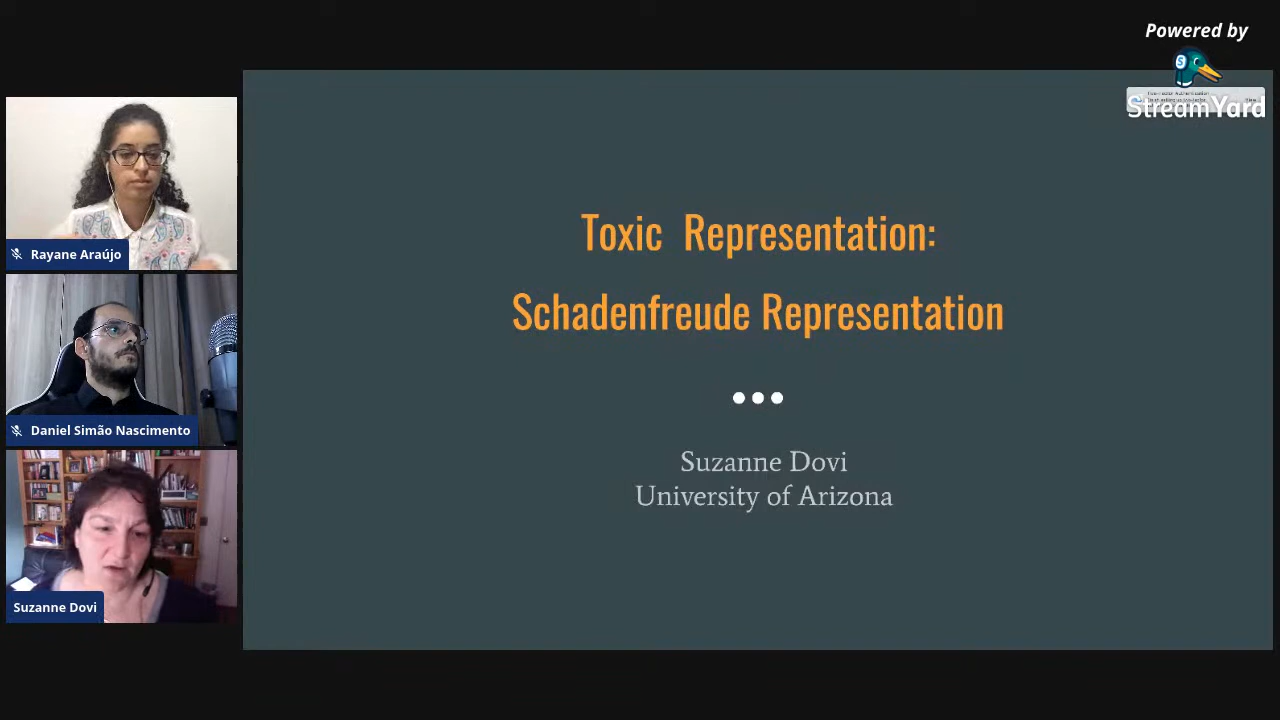 Powered by
StreamYard
Rayane Araújo
Daniel Simão Nascimento
Suzanne Dovi
Toxic Representation:
Schadenfreude Representation
Suzanne Dovi
University of Arizona